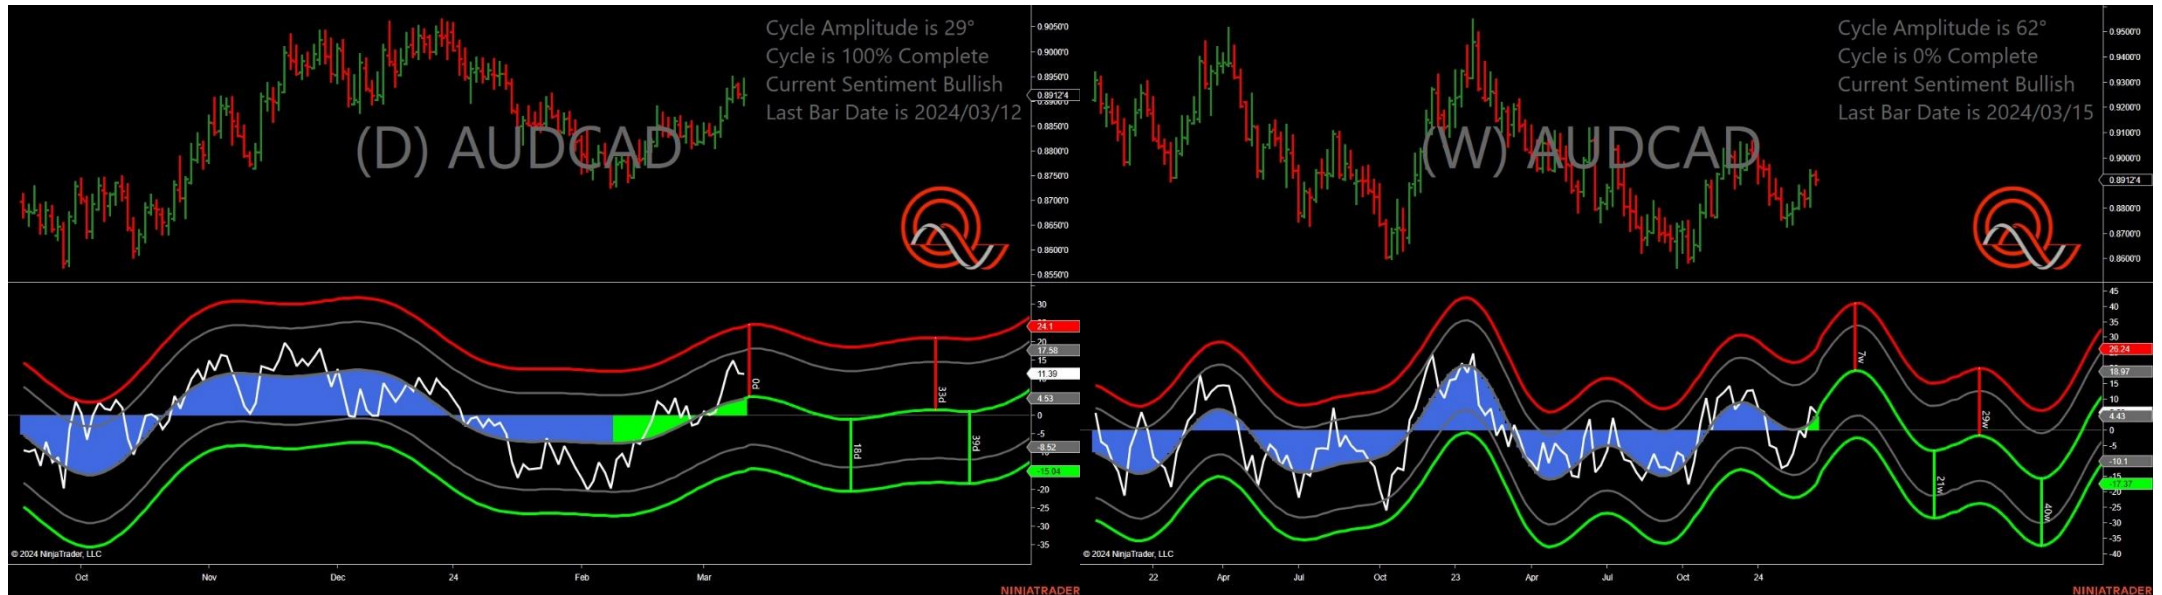 Cycle Amplitude is 29°
Cycle is 100% Complete
Current Sentiment Bullish
Last Bar Date is 2024/03/12
(D) AUDCAD
0.9050'0
0.9000'0
0.8950'0
0.8912'4
0.8900'0
0.8850'0
0.8800'0
0.8750'0
0.8700'0
0.8650'0
0.8600'0
0.8550'0
30
24.1
17.58
15
11.39
4.53
0
-5
-8.52
-15.04
-20
-25
-30
-35
0d
18d
33d
39d
© 2024 NinjaTrader, LLC
Oct
Nov
Dec
24
Feb
Mar
NINJATRADER
Cycle Amplitude is 62°
Cycle is 0% Complete
Current Sentiment Bullish
Last Bar Date is 2024/03/15
(W) AUDCAD
0.9500'0
0.9400'0
0.9300'0
0.9200'0
0.9100'0
0.9000'0
0.8912'4
0.8800'0
0.8700'0
0.8600'0
45
40
35
30
26.24
18.97
15
10
4.43
0
-5
-10.1
-17.37
-20
-25
-30
-35
-40
7w
21w
29w
40w
© 2024 NinjaTrader, LLC
22
Apr
Jul
Oct
23
Apr
Jul
Oct
24
NINJATRADER